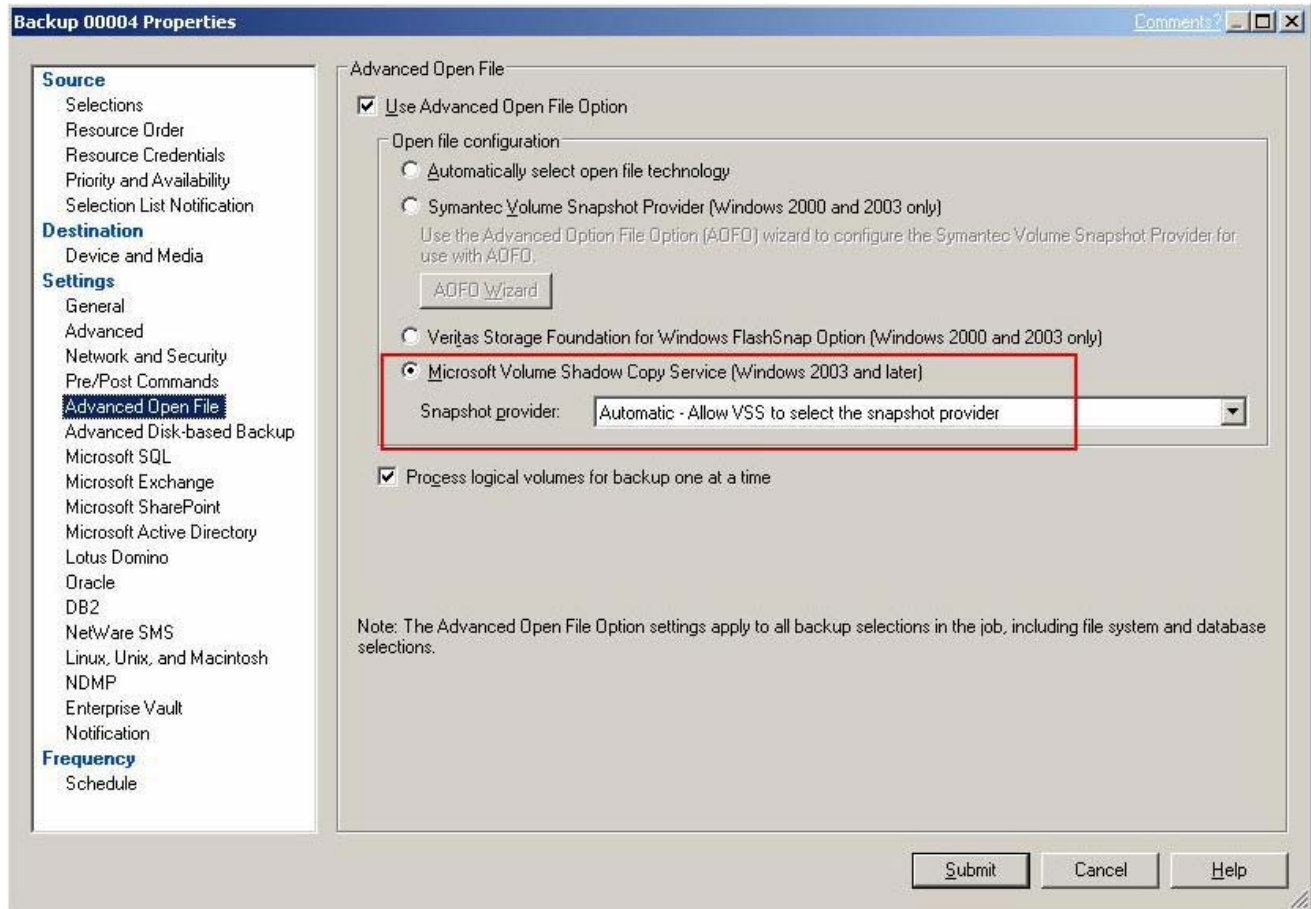 Backup 00004 Properties
Comments?
Source
Selections
Resource Order
Resource Credentials
Priority and Availability
Selection List Notification
Destination
Device and Media
Settings
General
Advanced
Network and Security
Pre/Post Commands
Advanced Open File
Advanced Disk-based Backup
Microsoft SQL
Microsoft Exchange
Microsoft SharePoint
Microsoft Active Directory
Lotus Domino
Oracle
DB2
NetWare SMS
Linux, Unix, and Macintosh
NDMP
Enterprise Vault
Notification
Frequency
Schedule
Advanced Open File
Use Advanced Open File Option
Open file configuration
Automatically select open file technology
Symantec Volume Snapshot Provider (Windows 2000 and 2003 only)
Use the Advanced Option File Option (AOFO) wizard to configure the Symantec Volume Snapshot Provider for
use with AOFO.
AOFO Wizard
Veritas Storage Foundation for Windows FlashSnap Option (Windows 2000 and 2003 only)
Microsoft Volume Shadow Copy Service (Windows 2003 and later)
Snapshot provider: Automatic - Allow VSS to select the snapshot provider
Process logical volumes for backup one at a time
Note: The Advanced Open File Option settings apply to all backup selections in the job, including file system and database
selections.
Submit Cancel Help